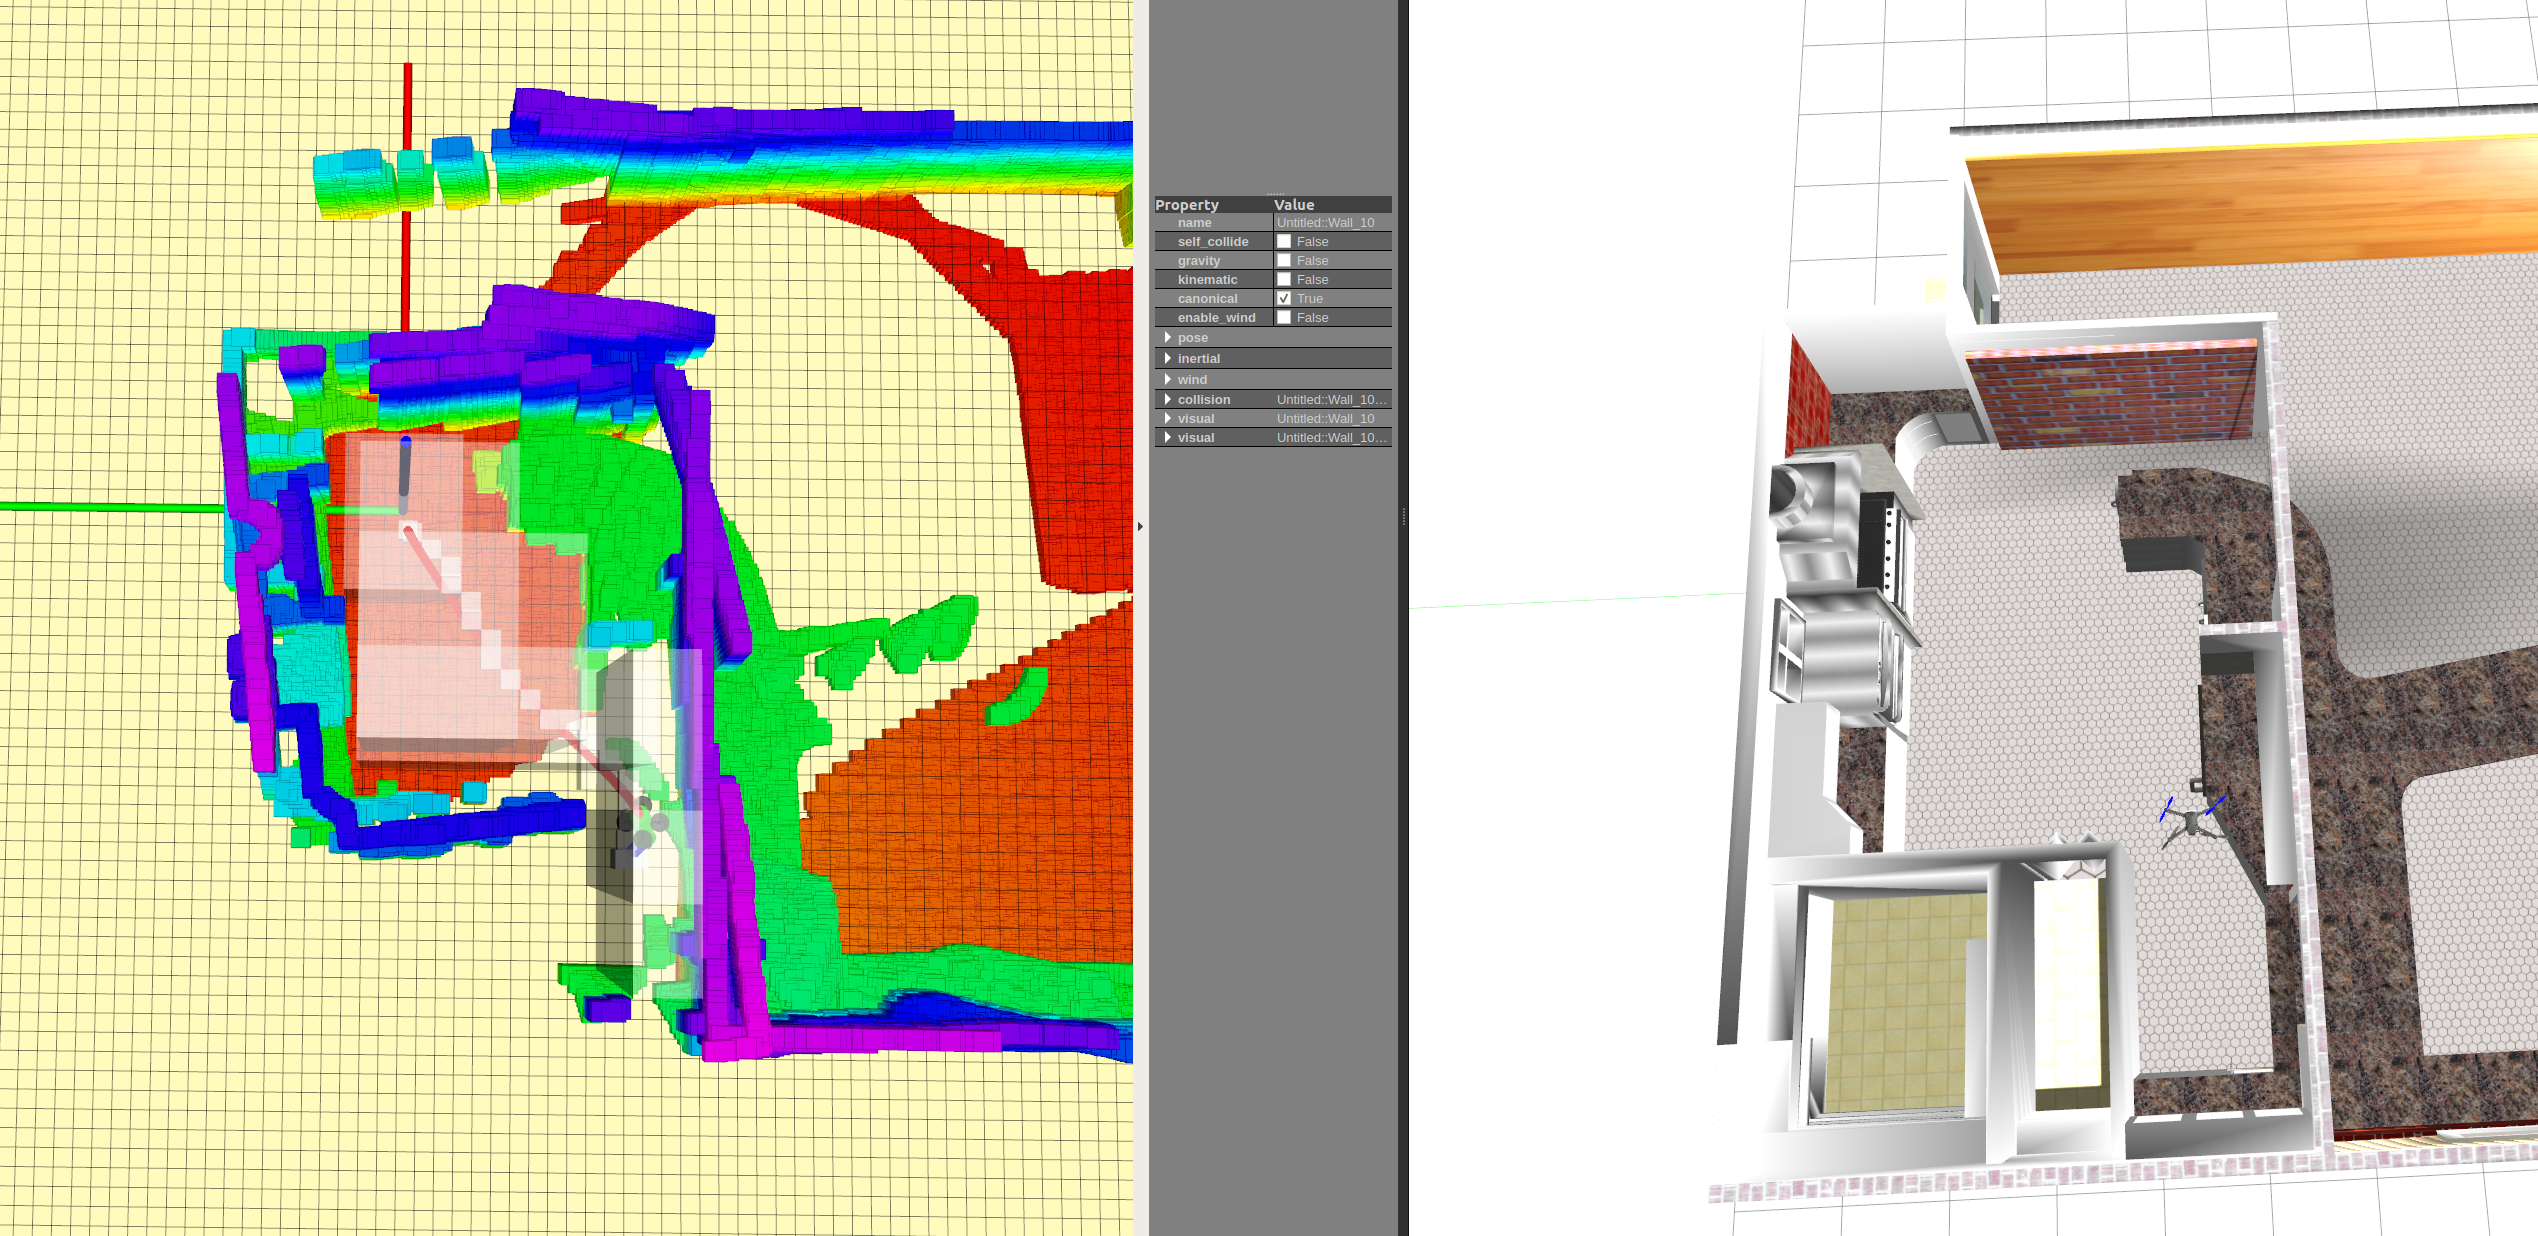 Property Value
name Untitled::Wall_10
self_collide False
gravity False
kinematic False
canonical True
enable_wind False
pose
inertial
wind
collision Untitled::Wall_10...
visual Untitled::Wall_10
visual Untitled::Wall_10...